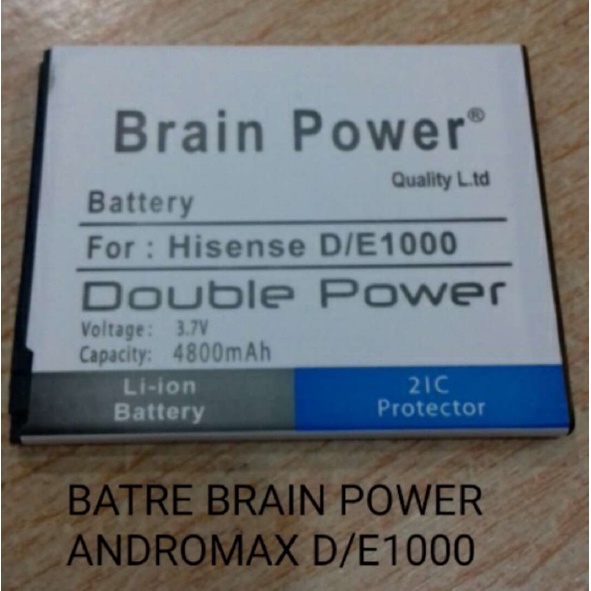 Brain Power®
Quality L.td
Battery
For : Hisense D/E1000
Double Power
Voltage: 3.7V
Capacity: 4800mAh
Li-ion
Battery
2IC
Protector
BATRE BRAIN POWER
ANDROMAX D/E1000